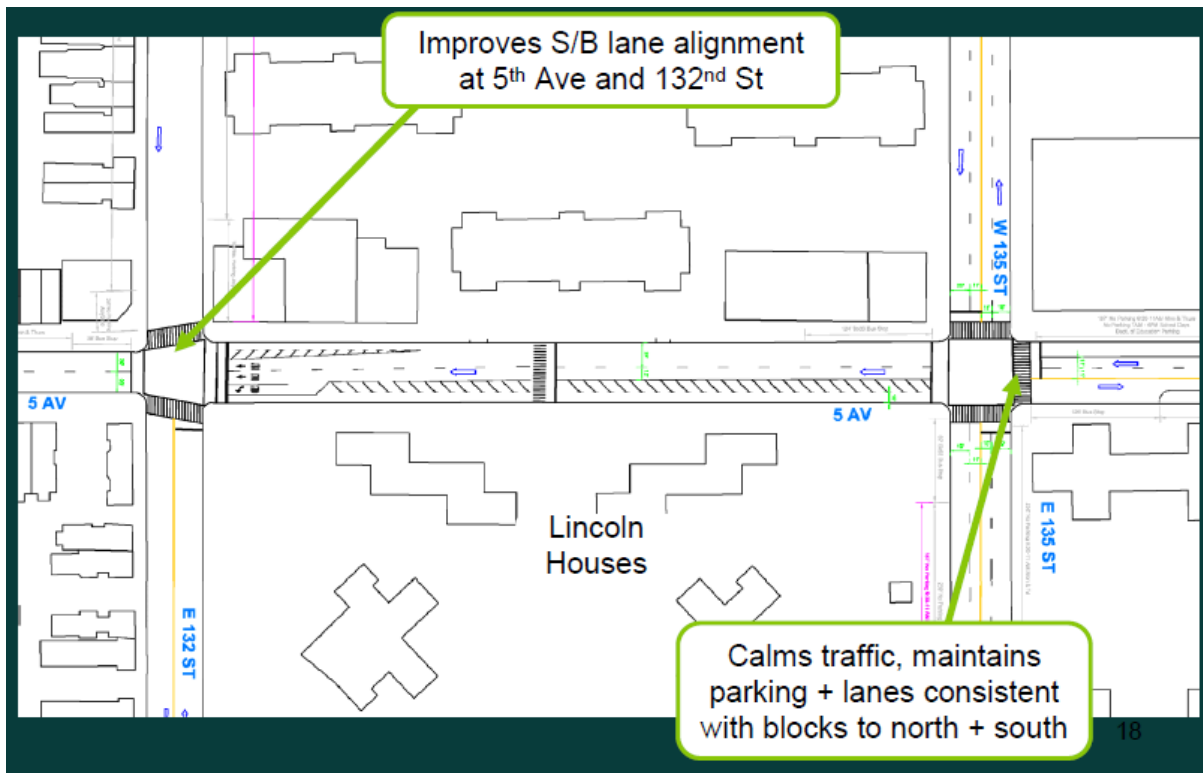 Improves S/B lane alignment
at 5th Ave and 132nd St
W 135 ST
5 AV
5 AV
Lincoln
Houses
E 135 ST
E 132 ST
Calms traffic, maintains
parking + lanes consistent
with blocks to north + south
18